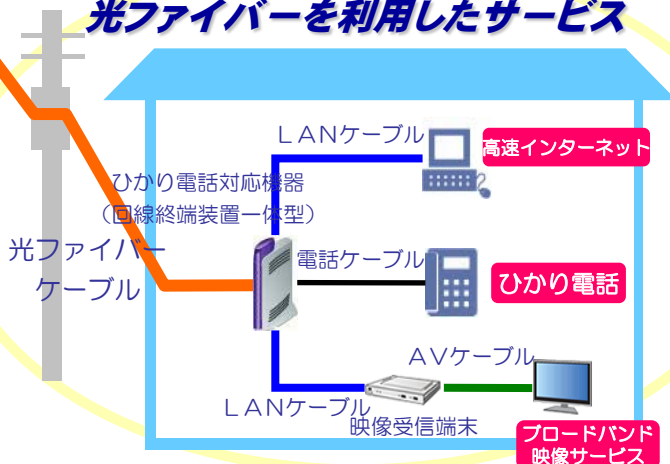 光ファイバーを利用したサービス
ＬＡＮケーブル
高速インターネット
ひかり電話対応機器
（回線終端装置一体型）
光ファイバー
ケーブル
電話ケーブル
ひかり電話
ＡＶケーブル
ＬＡＮケーブル
映像受信端末
ブロードバンド
映像サービス